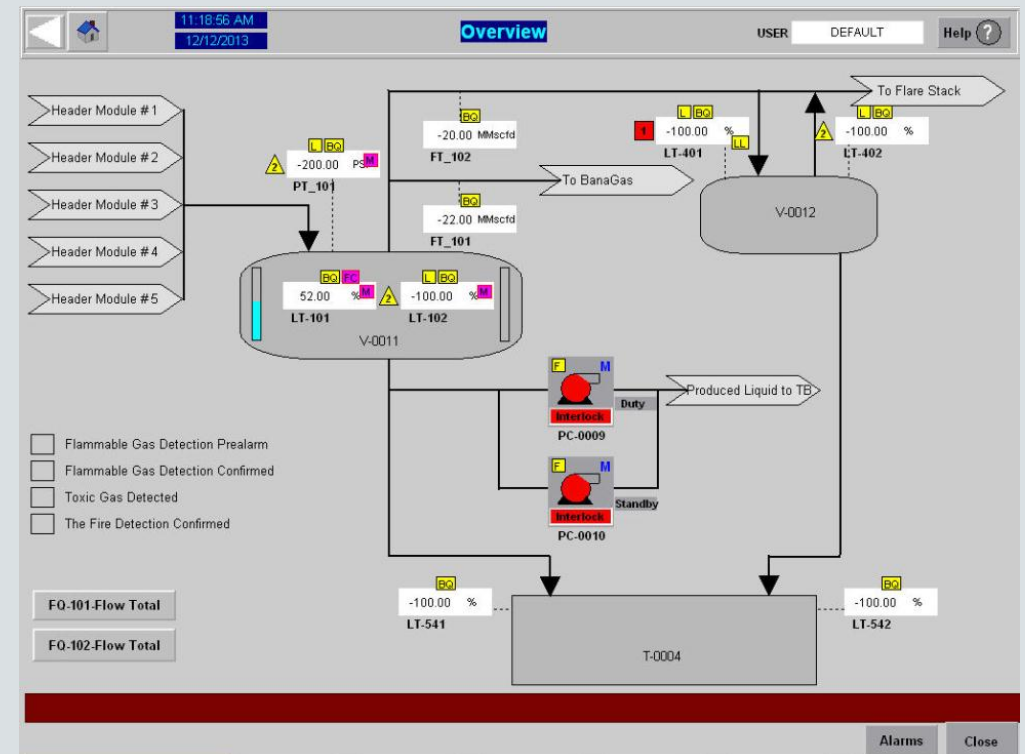 11:18:56 AM
12/12/2013
Overview
USER DEFAULT Help ?
Header Module # 1
Header Module # 2
Header Module # 3
Header Module # 4
Header Module # 5
L BQ
2 -200.00 PSI M
PT_101
BQ
-20.00 MMscfd
FT_102
To BanaGas
BQ
-22.00 MMscfd
FT_101
To Flare Stack
L BQ
1 -100.00 %
LL
LT-401
L BQ
2 -100.00 %
LT-402
V-0012
BQ FC
52.00 % M
LT-101
L BQ
2 -100.00 % M
LT-102
V-0011
F M
Interlock
Duty
PC-0009
Produced Liquid to TB
F M
Interlock
Standby
PC-0010
Flammable Gas Detection Prealarm
Flammable Gas Detection Confirmed
Toxic Gas Detected
The Fire Detection Confirmed
FQ-101-Flow Total
FQ-102-Flow Total
BQ
-100.00 %
LT-541
BQ
-100.00 %
LT-542
T-0004
Alarms Close